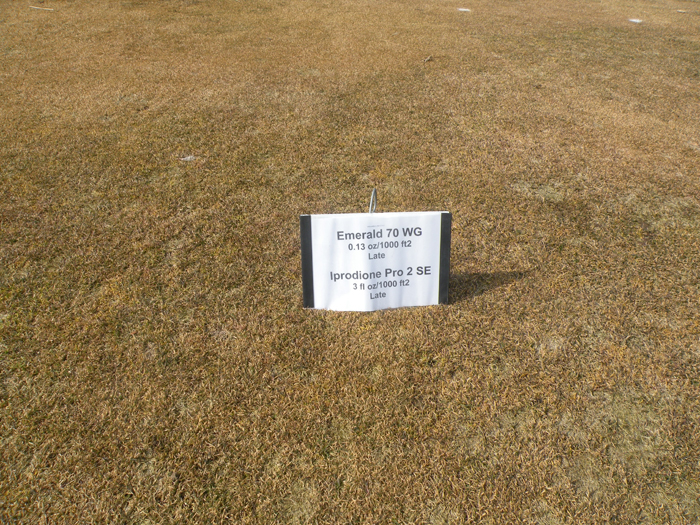 Emerald 70 WG
0.13 oz/1000 ft2
Late
Iprodione Pro 2 SE
3 fl oz/1000 ft2
Late